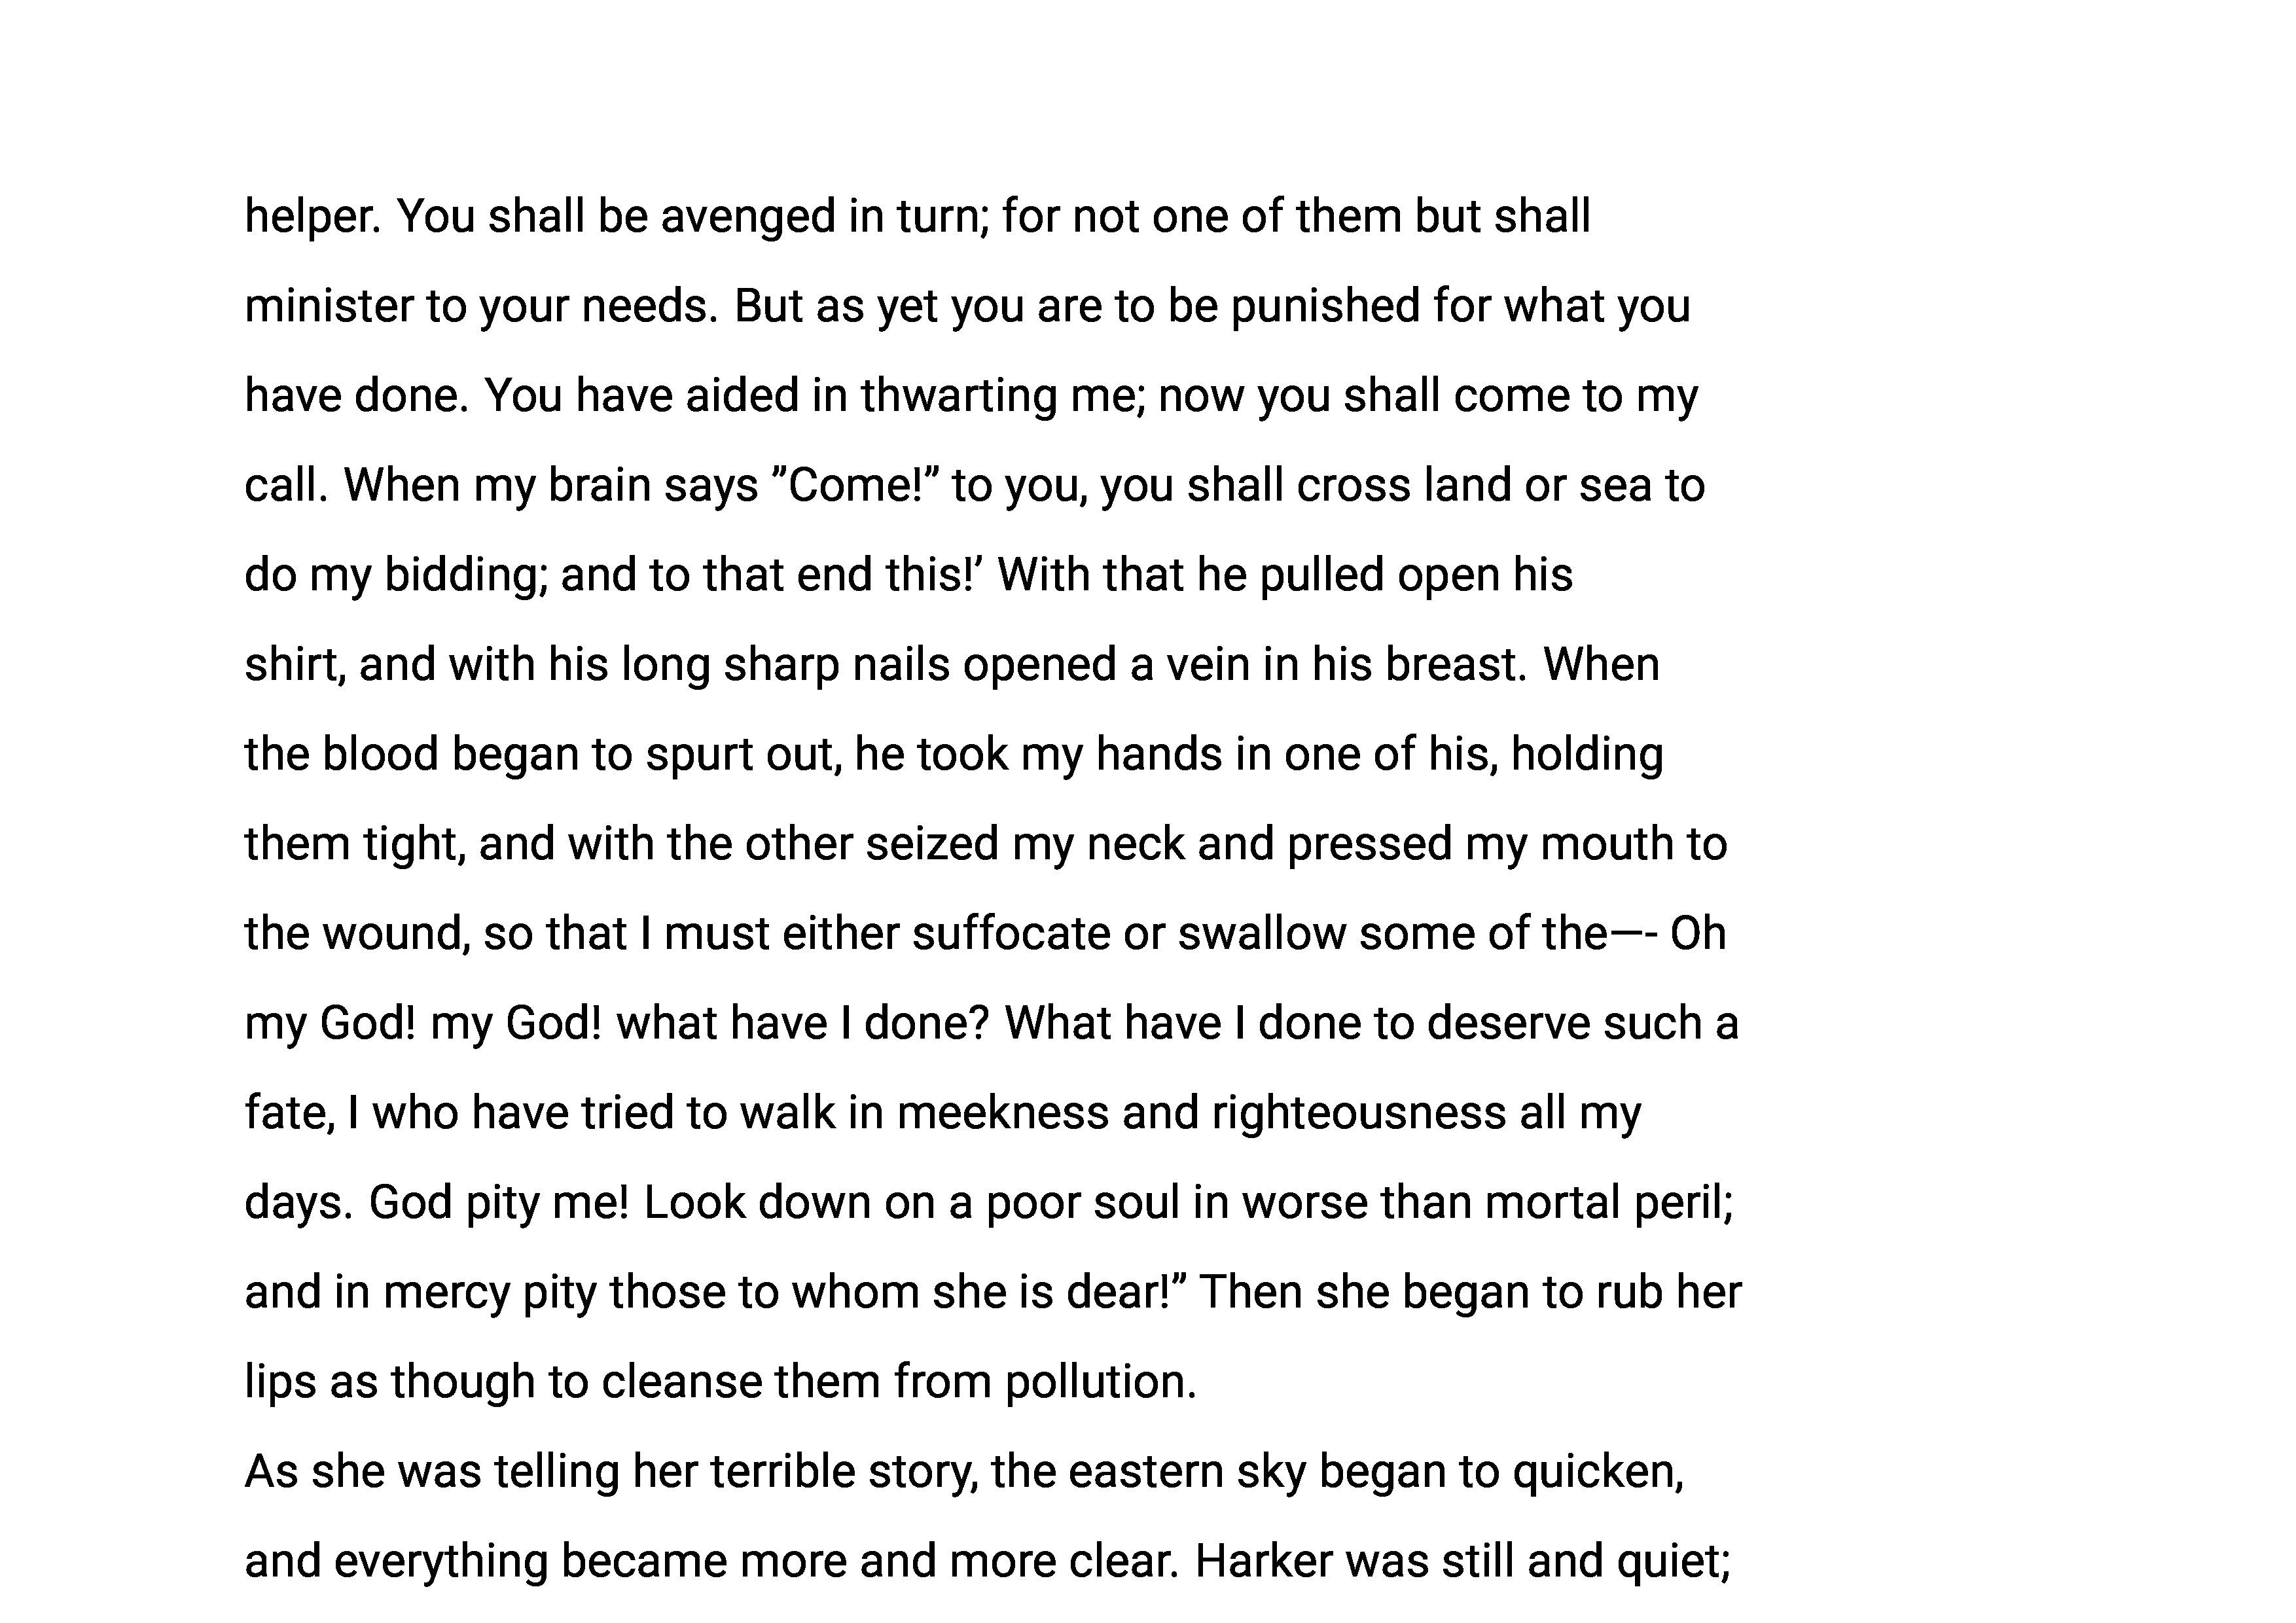 helper. You shall be avenged in turn; for not one of them but shall
minister to your needs. But as yet you are to be punished for what you
have done. You have aided in thwarting me; now you shall come to my
call. When my brain says ”Come!” to you, you shall cross land or sea to
do my bidding; and to that end this!’ With that he pulled open his
shirt, and with his long sharp nails opened a vein in his breast. When
the blood began to spurt out, he took my hands in one of his, holding
them tight, and with the other seized my neck and pressed my mouth to
the wound, so that I must either suffocate or swallow some of the—- Oh
my God! my God! what have I done? What have I done to deserve such a
fate, I who have tried to walk in meekness and righteousness all my
days. God pity me! Look down on a poor soul in worse than mortal peril;
and in mercy pity those to whom she is dear!” Then she began to rub her
lips as though to cleanse them from pollution.
As she was telling her terrible story, the eastern sky began to quicken,
and everything became more and more clear. Harker was still and quiet;